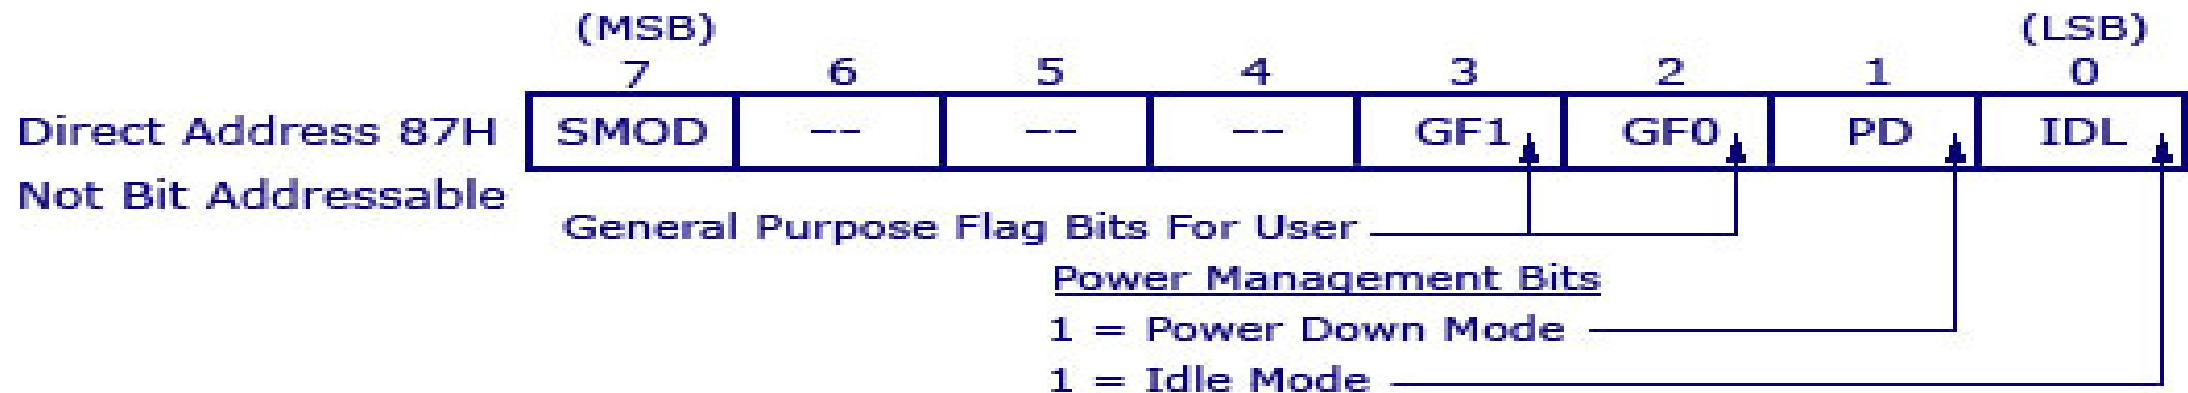 (MSB) (LSB)
7 6 5 4 3 2 1 0
Direct Address 87H SMOD -- -- -- GF1 GF0 PD IDL
Not Bit Addressable
General Purpose Flag Bits For User
Power Management Bits
1 = Power Down Mode
1 = Idle Mode